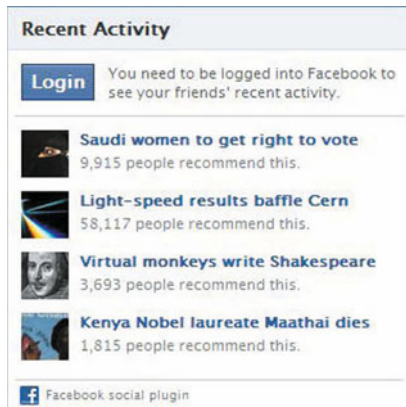 Recent Activity
Login
You need to be logged into Facebook to
see your friends' recent activity.
Saudi women to get right to vote
9,915 people recommend this.
Light-speed results baffle Cern
58,117 people recommend this.
Virtual monkeys write Shakespeare
3,693 people recommend this.
Kenya Nobel laureate Maathai dies
1,815 people recommend this.
f Facebook social plugin